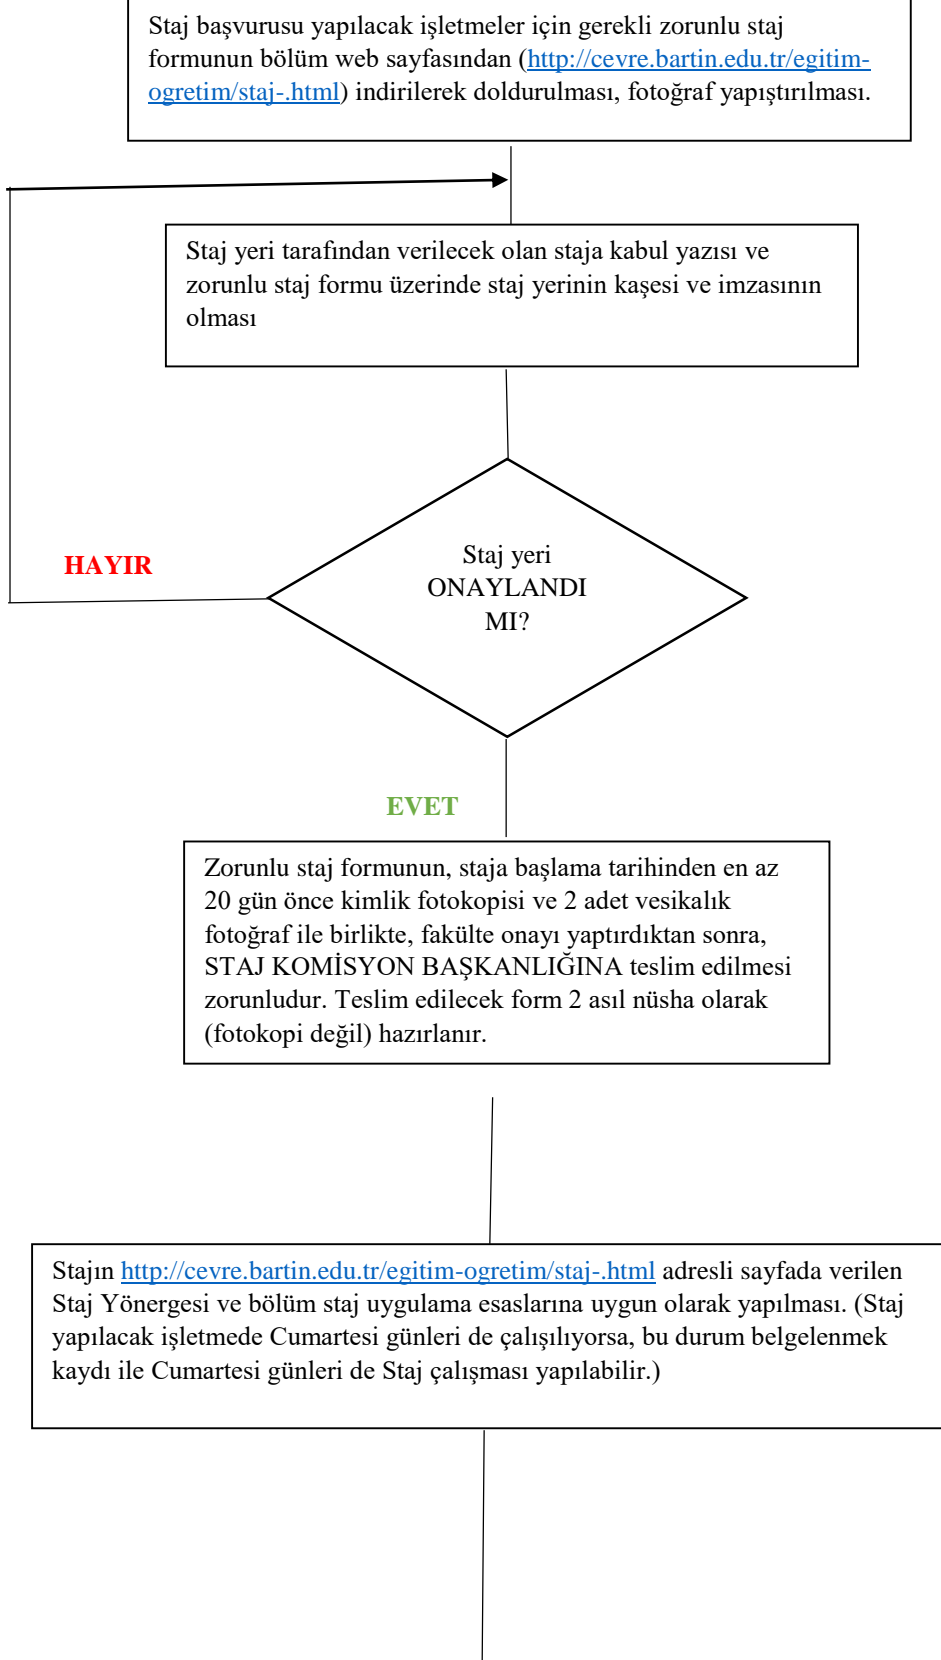 Staj başvurusu yapılacak işletmeler için gerekli zorunlu staj
formunun bölüm web sayfasından (http://cevre.bartin.edu.tr/egitim-
ogretim/staj-.html) indirilerek doldurulması, fotoğraf yapıştırılması.
Staj yeri tarafından verilecek olan staja kabul yazısı ve
zorunlu staj formu üzerinde staj yerinin kaşesi ve imzasının
olması
Staj yeri
ONAYLANDI
MI?
HAYIR
EVET
Zorunlu staj formunun, staja başlama tarihinden en az
20 gün önce kimlik fotokopisi ve 2 adet vesikalık
fotoğraf ile birlikte, fakülte onayı yaptırdıktan sonra,
STAJ KOMİSYON BAŞKANLIĞINA teslim edilmesi
zorunludur. Teslim edilecek form 2 asıl nüsha olarak
(fotokopi değil) hazırlanır.
Stajın http://cevre.bartin.edu.tr/egitim-ogretim/staj-.html adresli sayfada verilen
Staj Yönergesi ve bölüm staj uygulama esaslarına uygun olarak yapılması. (Staj
yapılacak işletmede Cumartesi günleri de çalışılıyorsa, bu durum belgelenmek
kaydı ile Cumartesi günleri de Staj çalışması yapılabilir.)